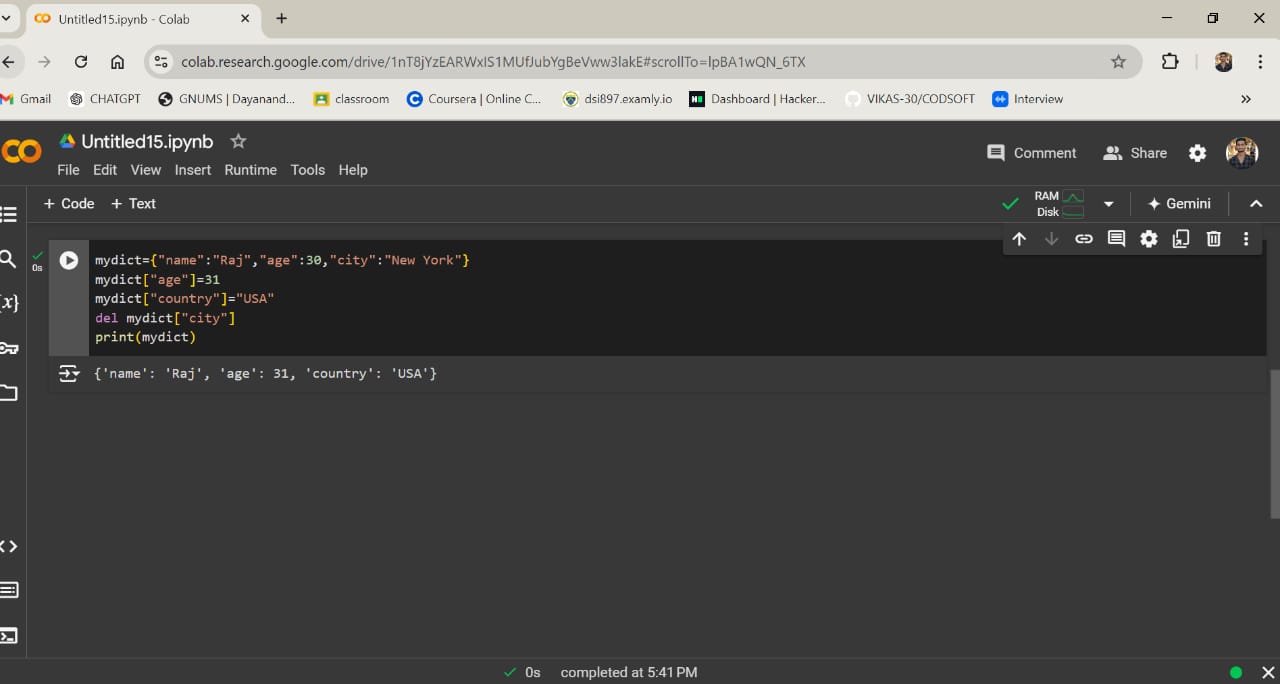 Untitled15.ipynb - Colab
colab.research.google.com/drive/1nT8jYzEARWxIS1MUfJubYgBeVww3lakE#scrollTo=lpBA1wQN_6TX
Gmail CHATGPT GNUMS | Dayanand... classroom Coursera | Online C... dsi897.examly.io Dashboard | Hacker... VIKAS-30/CODSOFT Interview
Untitled15.ipynb
Comment Share
File Edit View Insert Runtime Tools Help
+ Code + Text
RAM
Disk
Gemini
0s
{x}
mydict={"name":"Raj","age":30,"city":"New York"}
mydict["age"]=31
mydict["country"]="USA"
del mydict["city"]
print(mydict)
{'name': 'Raj', 'age': 31, 'country': 'USA'}
0s completed at 5:41 PM